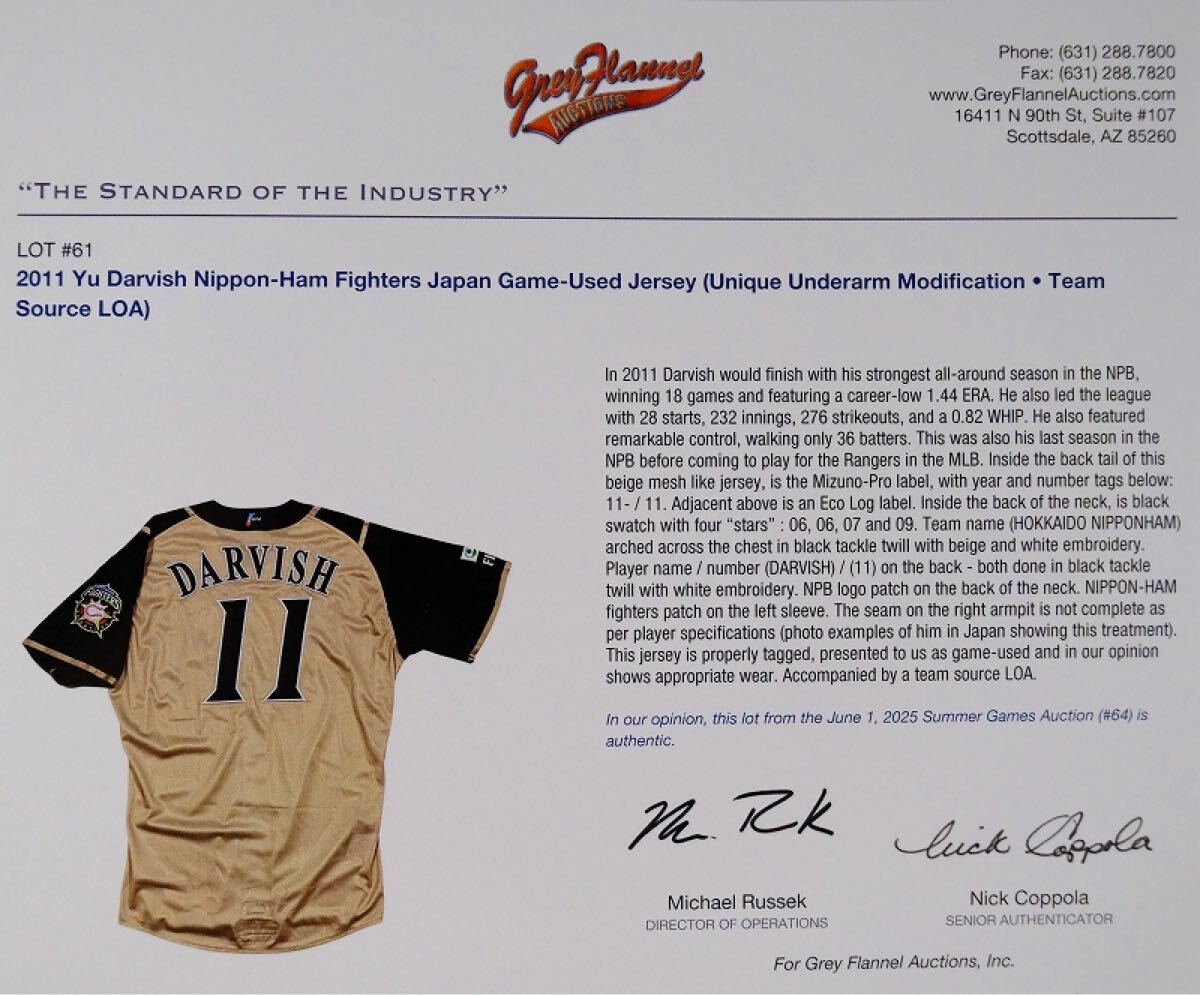 Grey Flannel
AUCTIONS
Phone: (631) 288.7800
Fax: (631) 288.7820
www.GreyFlannelAuctions.com
16411 N 90th St, Suite #107
Scottsdale, AZ 85260
“THE STANDARD OF THE INDUSTRY”
LOT #61
2011 Yu Darvish Nippon-Ham Fighters Japan Game-Used Jersey (Unique Underarm Modification • Team
Source LOA)
In 2011 Darvish would finish with his strongest all-around season in the NPB,
winning 18 games and featuring a career-low 1.44 ERA. He also led the league
with 28 starts, 232 innings, 276 strikeouts, and a 0.82 WHIP. He also featured
remarkable control, walking only 36 batters. This was also his last season in the
NPB before coming to play for the Rangers in the MLB. Inside the back tail of this
beige mesh like jersey, is the Mizuno-Pro label, with year and number tags below:
11- / 11. Adjacent above is an Eco Log label. Inside the back of the neck, is black
swatch with four “stars” : 06, 06, 07 and 09. Team name (HOKKAIDO NIPPONHAM)
arched across the chest in black tackle twill with beige and white embroidery.
Player name / number (DARVISH) / (11) on the back - both done in black tackle
twill with white embroidery. NPB logo patch on the back of the neck. NIPPON-HAM
fighters patch on the left sleeve. The seam on the right armpit is not complete as
per player specifications (photo examples of him in Japan showing this treatment).
This jersey is properly tagged, presented to us as game-used and in our opinion
shows appropriate wear. Accompanied by a team source LOA.
In our opinion, this lot from the June 1, 2025 Summer Games Auction (#64) is
authentic.
DARVISH
11
FIGHTERS
Nick Coppola
Michael Russek
DIRECTOR OF OPERATIONS
Nick Coppola
SENIOR AUTHENTICATOR
For Grey Flannel Auctions, Inc.